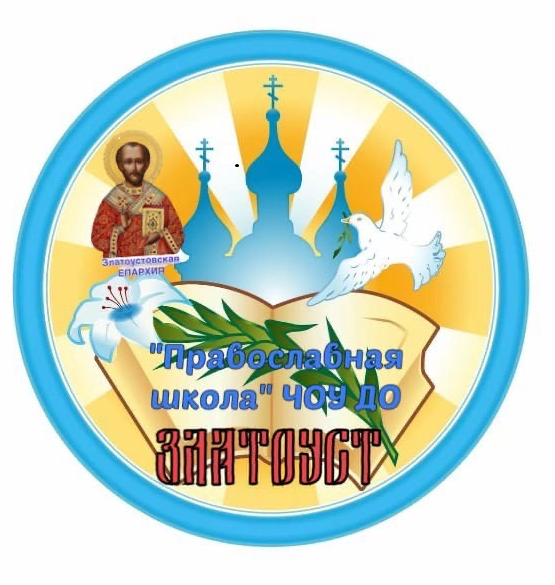 Златоустовская
ЕПАРХИЯ
"Православная
школа" ЧОУ ДО
ЗЛАТОУСТ